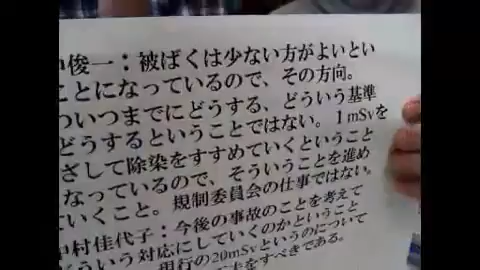 中俊一：被ばくは少ない方がよいとい
ことになっているので、その方向。
ついつまでにどうする、どういう基準
どうするということではない。1mSvを
ざして除染をすすめていくということ
なっているので、そういうことを進め
ていくこと。規制委員会の仕事ではない。
中村佳代子：今後の事故のことを考えて
どういう対応にしていくのかということ
現行の20mSvというのについて
をすべきである。